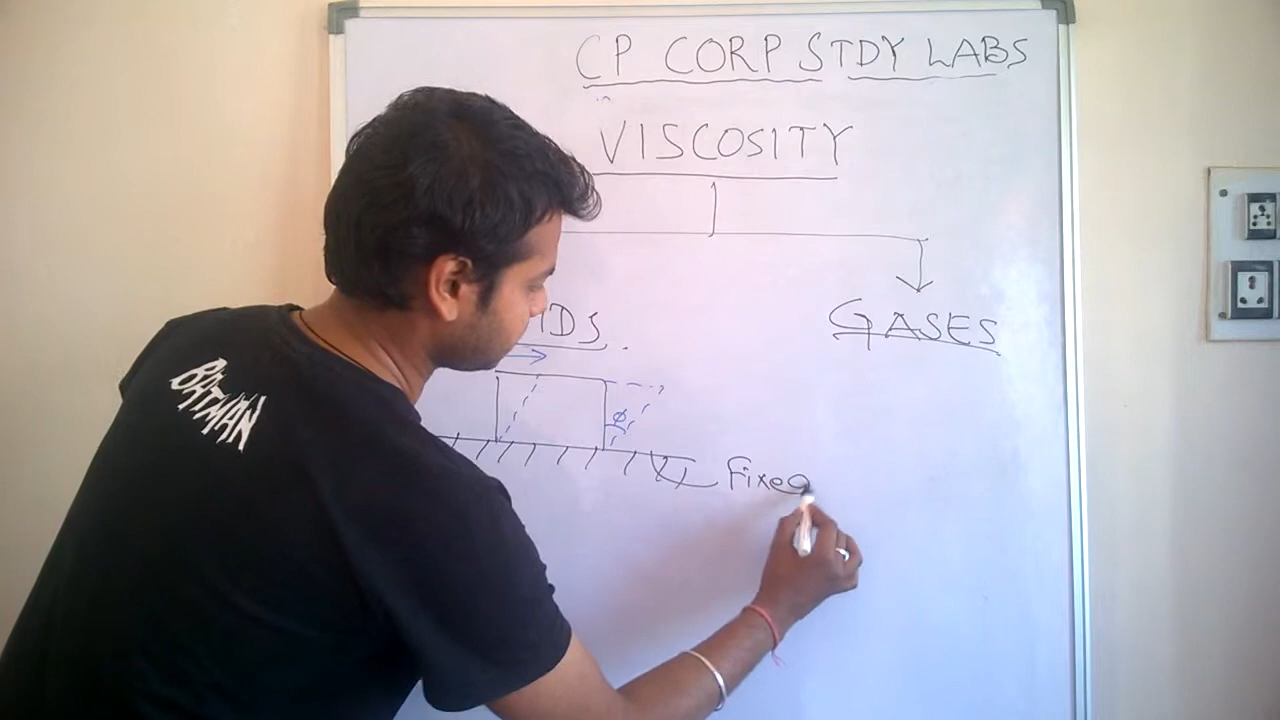 CP CORP STDY LABS
VISCOSITY
GASES
BATMAN
ϕ
Fixed